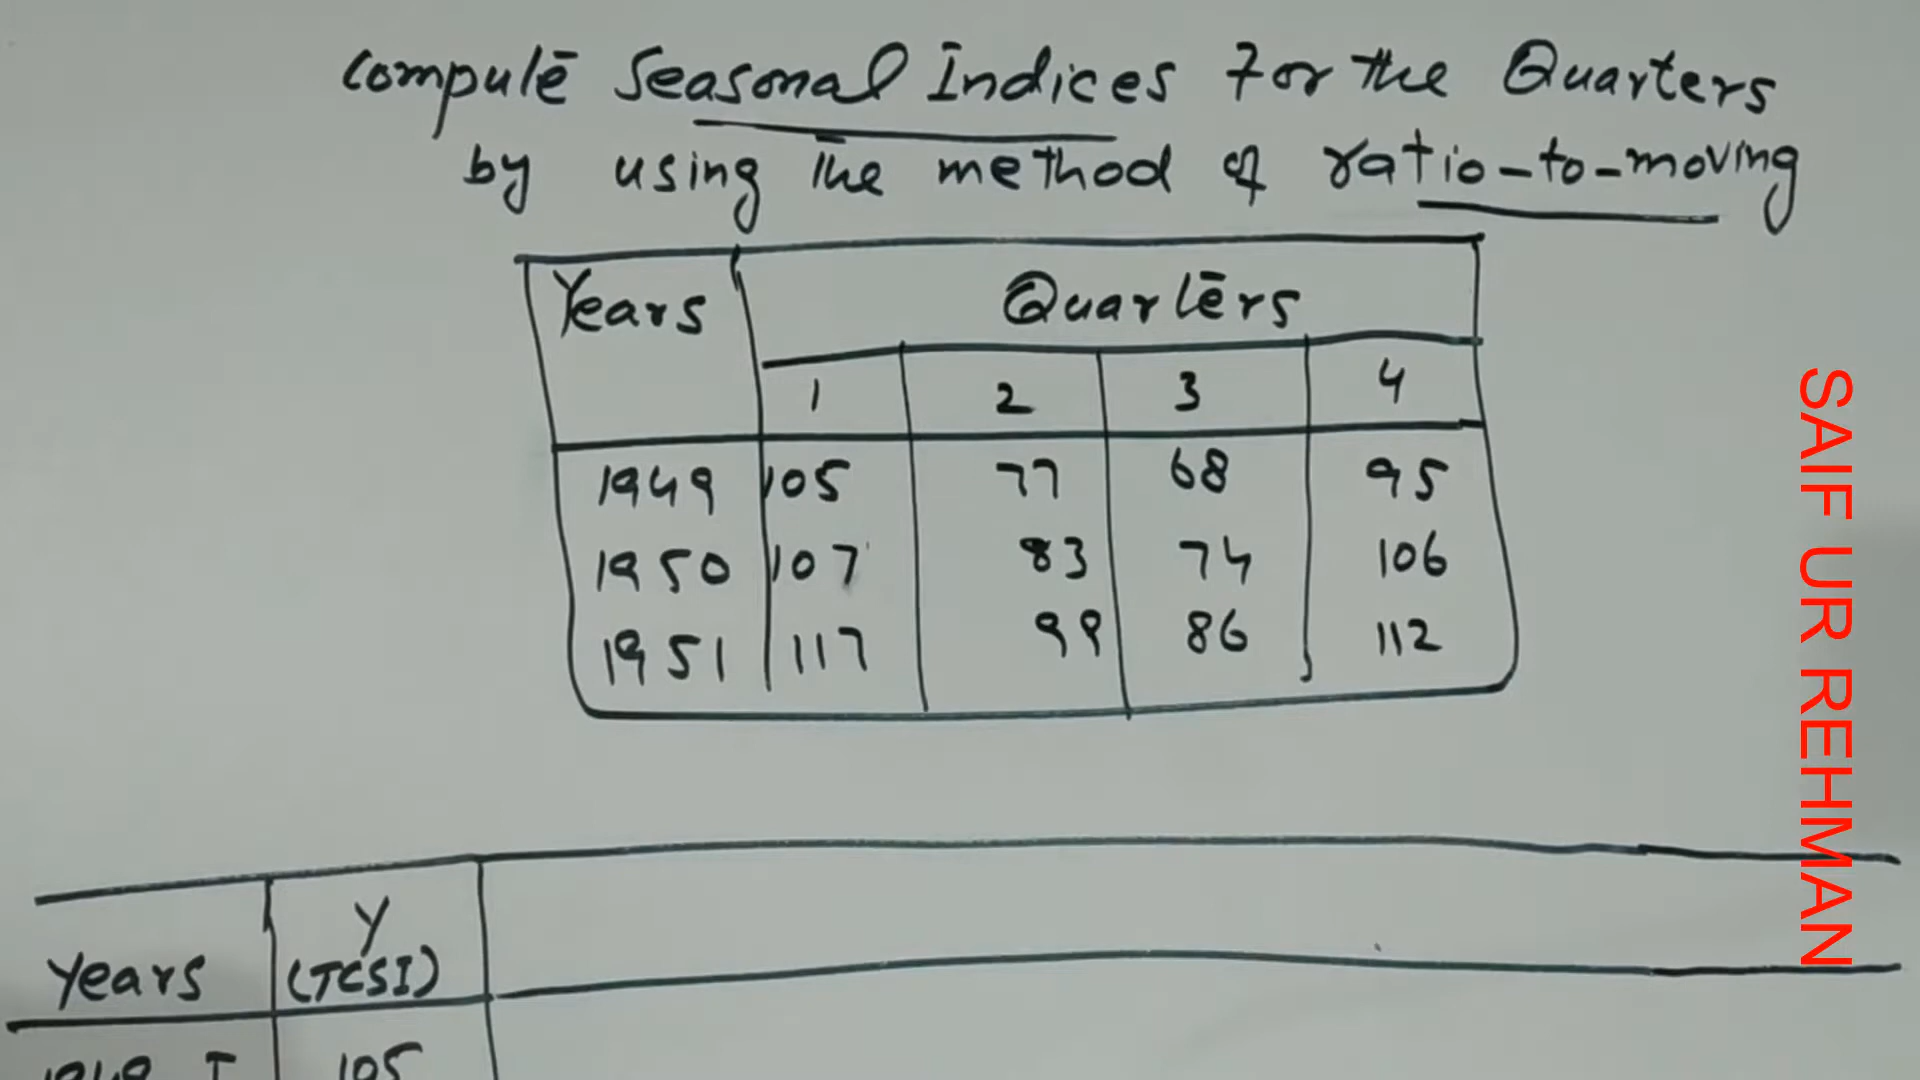 Compute Seasonal Indices For the Quarters
by using the method of ratio-to-moving
Years Quarters
1 2 3 4
1949 105 77 68 95
1950 107 83 74 106
1951 117 99 86 112
Years Y
(TCSI)
1949 I 105
SAIF UR REHMAN